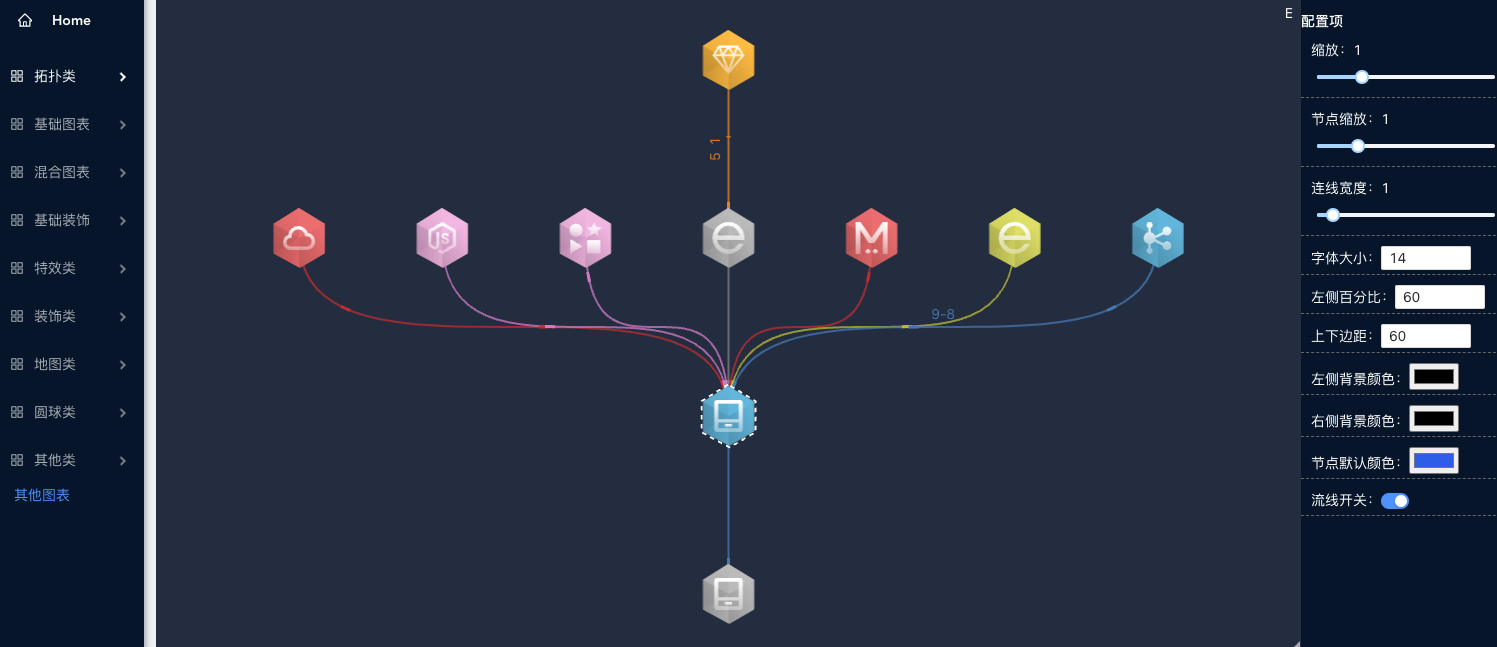 Home
拓扑类
基础图表
混合图表
基础装饰
特效类
装饰类
地图类
圆球类
其他类
其他图表
E
5 1
JS
9-8
配置项
缩放： 1
节点缩放： 1
连线宽度： 1
字体大小： 14
左侧百分比： 60
上下边距： 60
左侧背景颜色：
右侧背景颜色：
节点默认颜色：
流线开关：